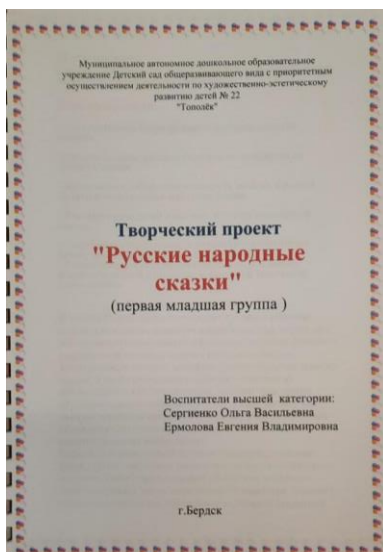 Муниципальное автономное дошкольное образовательное
учреждение Детский сад общеразвивающего вида с приоритетным
осуществлением деятельности по художественно-эстетическому
развитию детей № 22
"Тополёк"
Творческий проект
"Русские народные
сказки"
(первая младшая группа )
Воспитатели высшей категории:
Сергиенко Ольга Васильевна
Ермолова Евгения Владимировна
г.Бердск